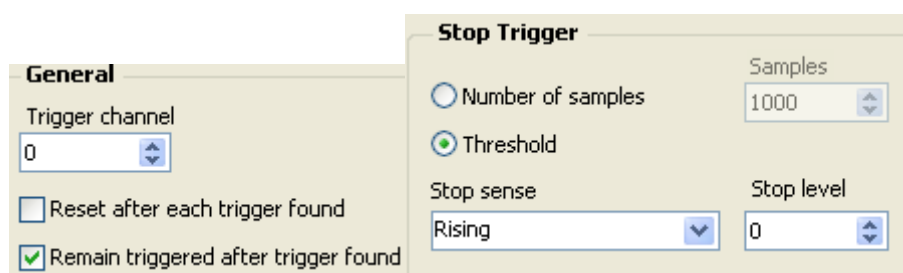 General
Trigger channel
0
Reset after each trigger found
Remain triggered after trigger found
Stop Trigger
Samples
Number of samples
1000
Threshold
Stop sense
Stop level
Rising
0